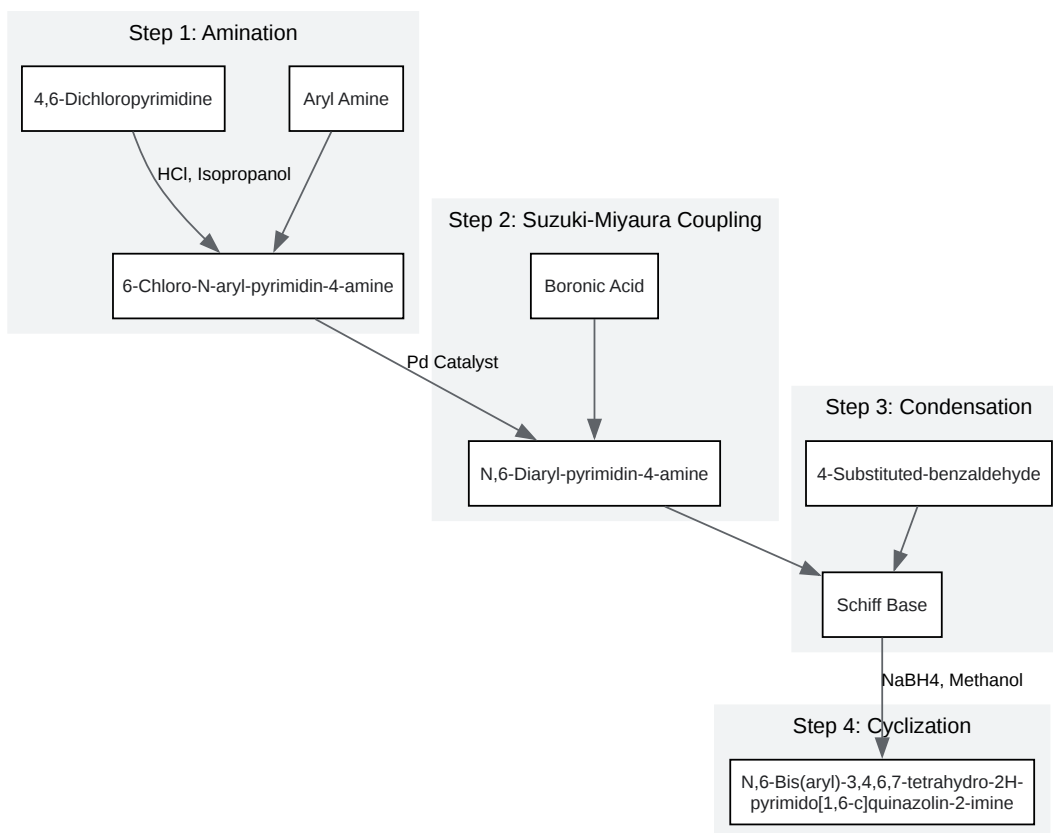 Step 1: Amination
4,6-Dichloropyrimidine
Aryl Amine
HCl, Isopropanol
6-Chloro-N-aryl-pyrimidin-4-amine
Step 2: Suzuki-Miyaura Coupling
Boronic Acid
Pd Catalyst
N,6-Diaryl-pyrimidin-4-amine
Step 3: Condensation
4-Substituted-benzaldehyde
Schiff Base
NaBH4, Methanol
Step 4: Cyclization
N,6-Bis(aryl)-3,4,6,7-tetrahydro-2H-
pyrimido[1,6-c]quinazolin-2-imine